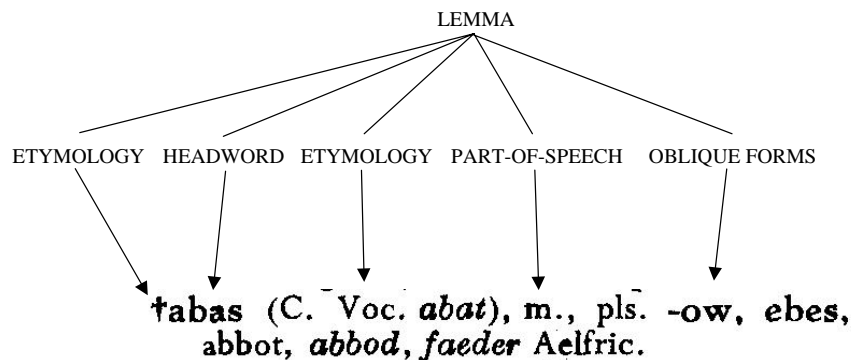 LEMMA
ETYMOLOGY HEADWORD ETYMOLOGY PART-OF-SPEECH OBLIQUE FORMS
†abas (C. Voc. abat), m., pls. -ow, ebes,
abbot, abbod, faeder Aelfric.